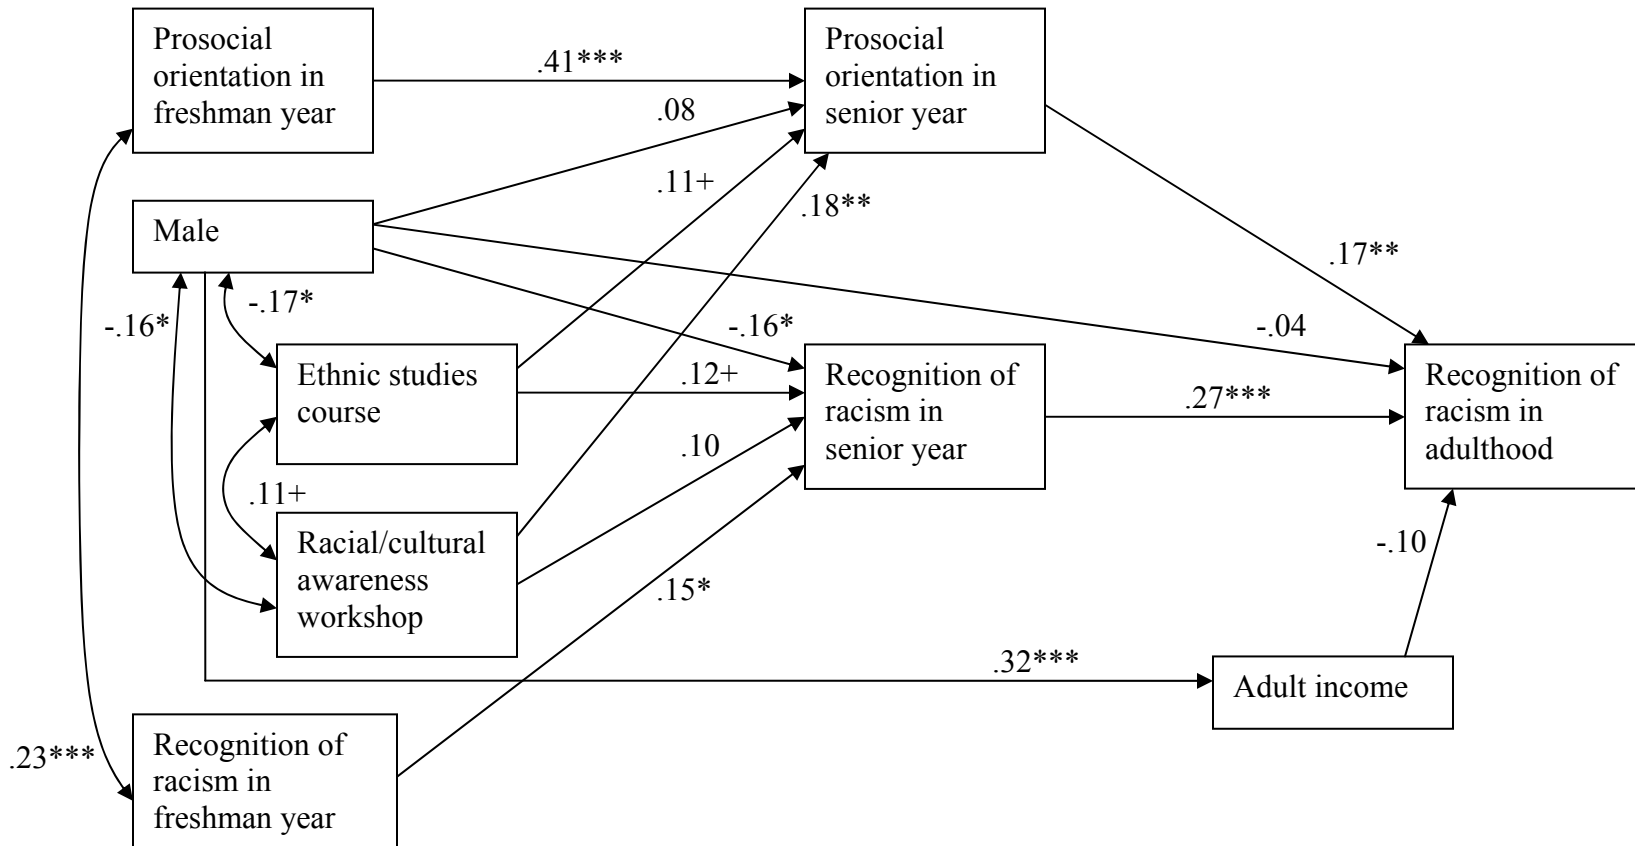 Prosocial
orientation in
freshman year
.41***
Prosocial
orientation in
senior year
.08
.11+
.18**
Male
.17**
-.17*
-.16*
-.16*
-.04
Ethnic studies
course
.12+
Recognition of
racism in
senior year
.27***
Recognition of
racism in
adulthood
.10
.11+
Racial/cultural
awareness
workshop
.15*
-.10
.32***
Adult income
.23***
Recognition of
racism in
freshman year